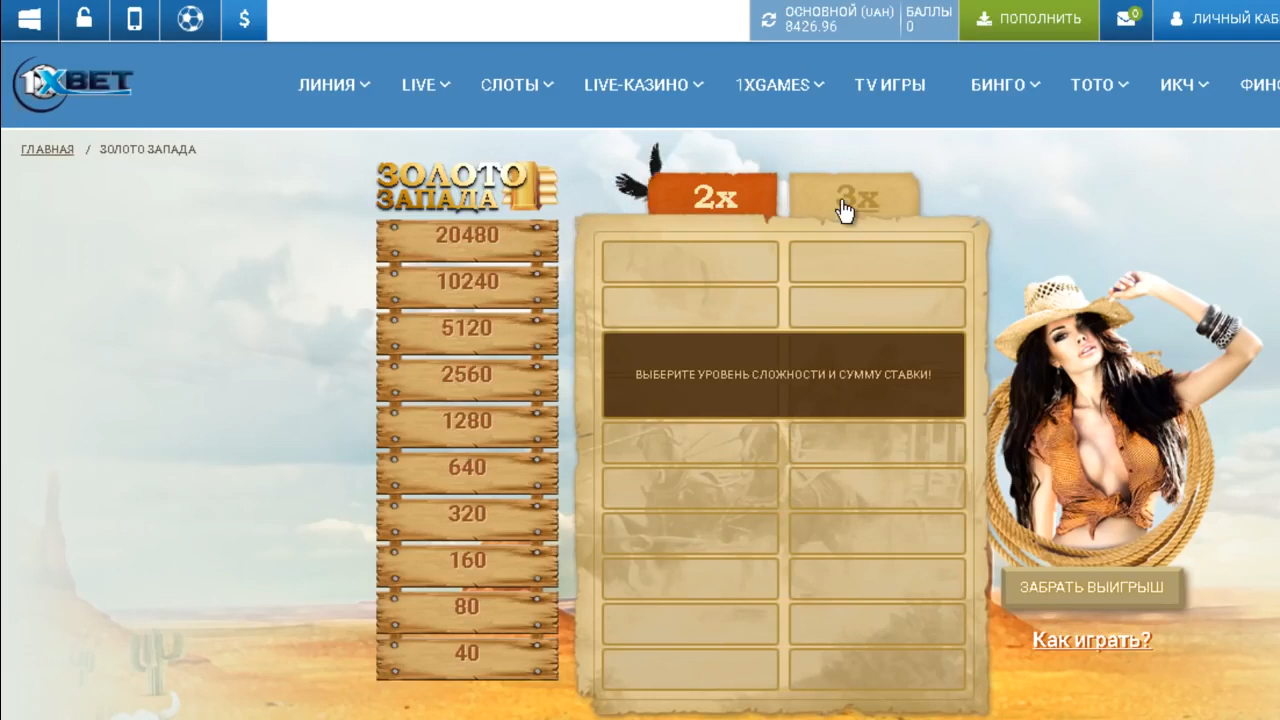 $
ОСНОВНОЙ (UAH)
8426.96
БАЛЛЫ
0
ПОПОЛНИТЬ
0
ЛИЧНЫЙ КАБ
1XBET
ЛИНИЯ
LIVE
СЛОТЫ
LIVE-КАЗИНО
1XGAMES
TV ИГРЫ
БИНГО
ТОТО
ИКЧ
ФИНС
ГЛАВНАЯ / ЗОЛОТО ЗАПАДА
ЗОЛОТО
ЗАПАДА
2x
3x
20480
10240
5120
2560
1280
640
320
160
80
40
ВЫБЕРИТЕ УРОВЕНЬ СЛОЖНОСТИ И СУММУ СТАВКИ!
ЗАБРАТЬ ВЫИГРЫШ
Как играть?